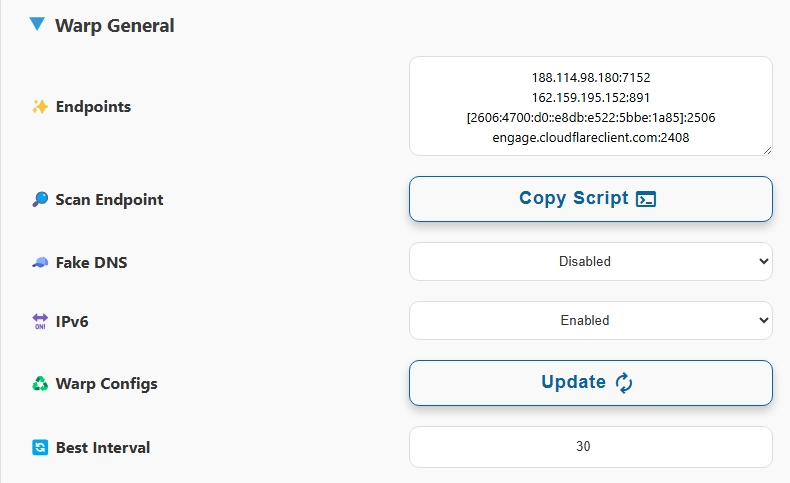 Warp General
Endpoints
188.114.98.180:7152
162.159.195.152:891
[2606:4700:d0::e8db:e522:5bbe:1a85]:2506
engage.cloudflareclient.com:2408
Scan Endpoint
Copy Script
Fake DNS
Disabled
ON!
IPv6
Enabled
Warp Configs
Update
Best Interval
30